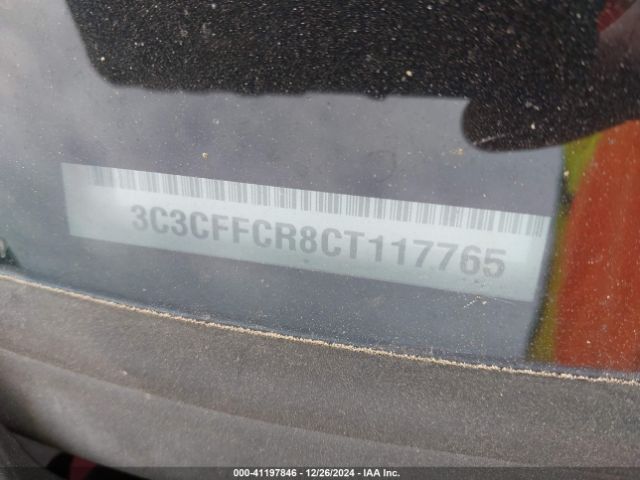 3C3CFFCR8CT117765
000-41197846 | 12/26/2024 - IAA Inc.